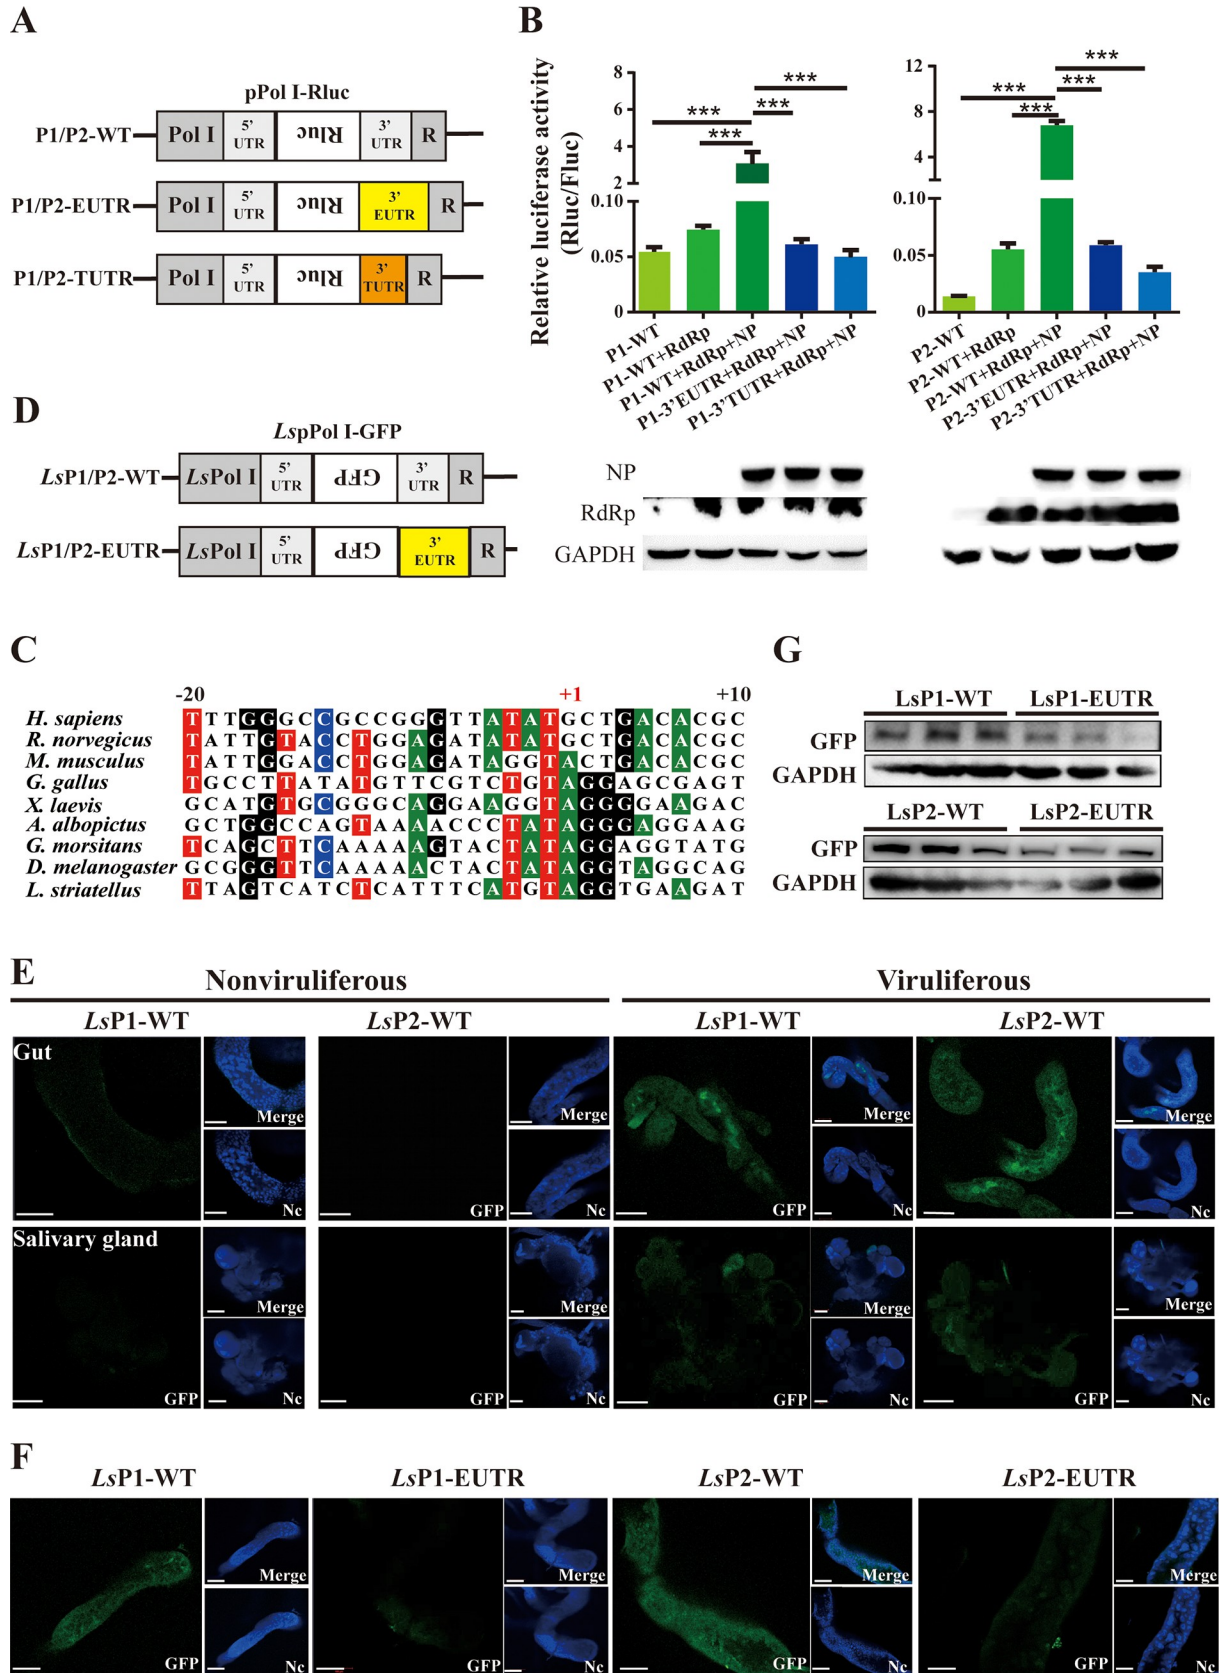 A
pPol I-Rluc
P1/P2-WT Pol I 5' UTR Rluc 3' UTR R
P1/P2-EUTR Pol I 5' UTR Rluc 3' EUTR R
P1/P2-TUTR Pol I 5' UTR Rluc 3' TUTR R
B
Relative luciferase activity
(Rluc/Fluc)
8
6
4
2
0.10
0.05
0
*** *** *** ***
P1-WT
P1-WT+RdRp
P1-WT+RdRp+NP
P1-3'EUTR+RdRp+NP
P1-3'TUTR+RdRp+NP
12
8
4
0.10
0.05
0
*** *** *** ***
P2-WT
P2-WT+RdRp
P2-WT+RdRp+NP
P2-3'EUTR+RdRp+NP
P2-3'TUTR+RdRp+NP
NP
RdRp
GAPDH
D
LspPol I-GFP
LsP1/P2-WT LsPol I 5' UTR GFP 3' UTR R
LsP1/P2-EUTR LsPol I 5' UTR GFP 3' EUTR R
C
-20 +1 +10
H. sapiens TTTGGGCCGCCGGGTTATATGCTGACACGC
R. norvegicus TATTGTACCTGGAGATATATGCTGACACGC
M. musculus TATTGGACCTGGAGATAGGTACTGACACGC
G. gallus TGCCTTATATGTTCGTCTGTAGGAGCGAGT
X. laevis GCATGTGCGGGCAGGAAGGTAGGGGAAGAC
A. albopictus GCTGGCCAGTAAAACCCTATAGGGAGGAAG
G. morsitans TCAGCTTCAAAAAGTACTATAGGAGGTATG
D. melanogaster GCGGGTTCAAAAACTACTATAGGTAGGCAG
L. striatellus TTAGTCATCTCATTTCATGTAGGTGAAGAT
G
LsP1-WT LsP1-EUTR
GFP
GAPDH
LsP2-WT LsP2-EUTR
GFP
GAPDH
E
Nonviruliferous Viruliferous
LsP1-WT LsP2-WT LsP1-WT LsP2-WT
Gut
Merge Merge Merge Merge
Nc GFP Nc GFP Nc GFP Nc
Salivary gland
Merge Merge Merge Merge
GFP Nc GFP Nc GFP Nc GFP Nc
F
LsP1-WT LsP1-EUTR LsP2-WT LsP2-EUTR
Merge Merge Merge Merge
GFP Nc GFP Nc GFP Nc GFP Nc